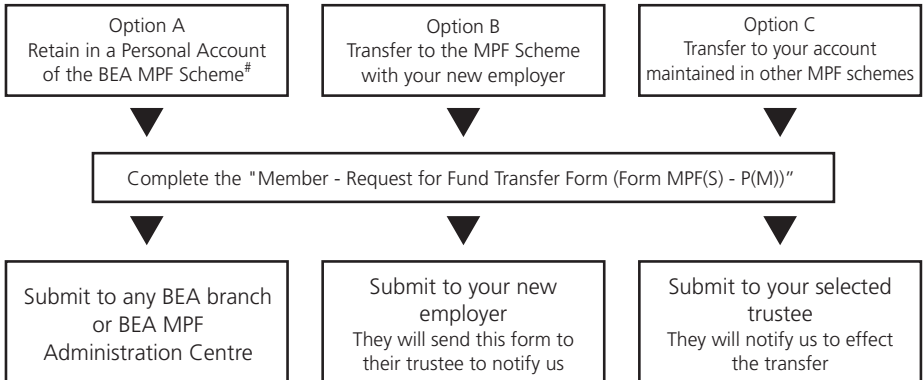 Option A
Retain in a Personal Account
of the BEA MPF Scheme#
Option B
Transfer to the MPF Scheme
with your new employer
Option C
Transfer to your account
maintained in other MPF schemes
Complete the "Member - Request for Fund Transfer Form (Form MPF(S) - P(M))”
Submit to any BEA branch
or BEA MPF
Administration Centre
Submit to your new
employer
They will send this form to
their trustee to notify us
Submit to your selected
trustee
They will notify us to effect
the transfer